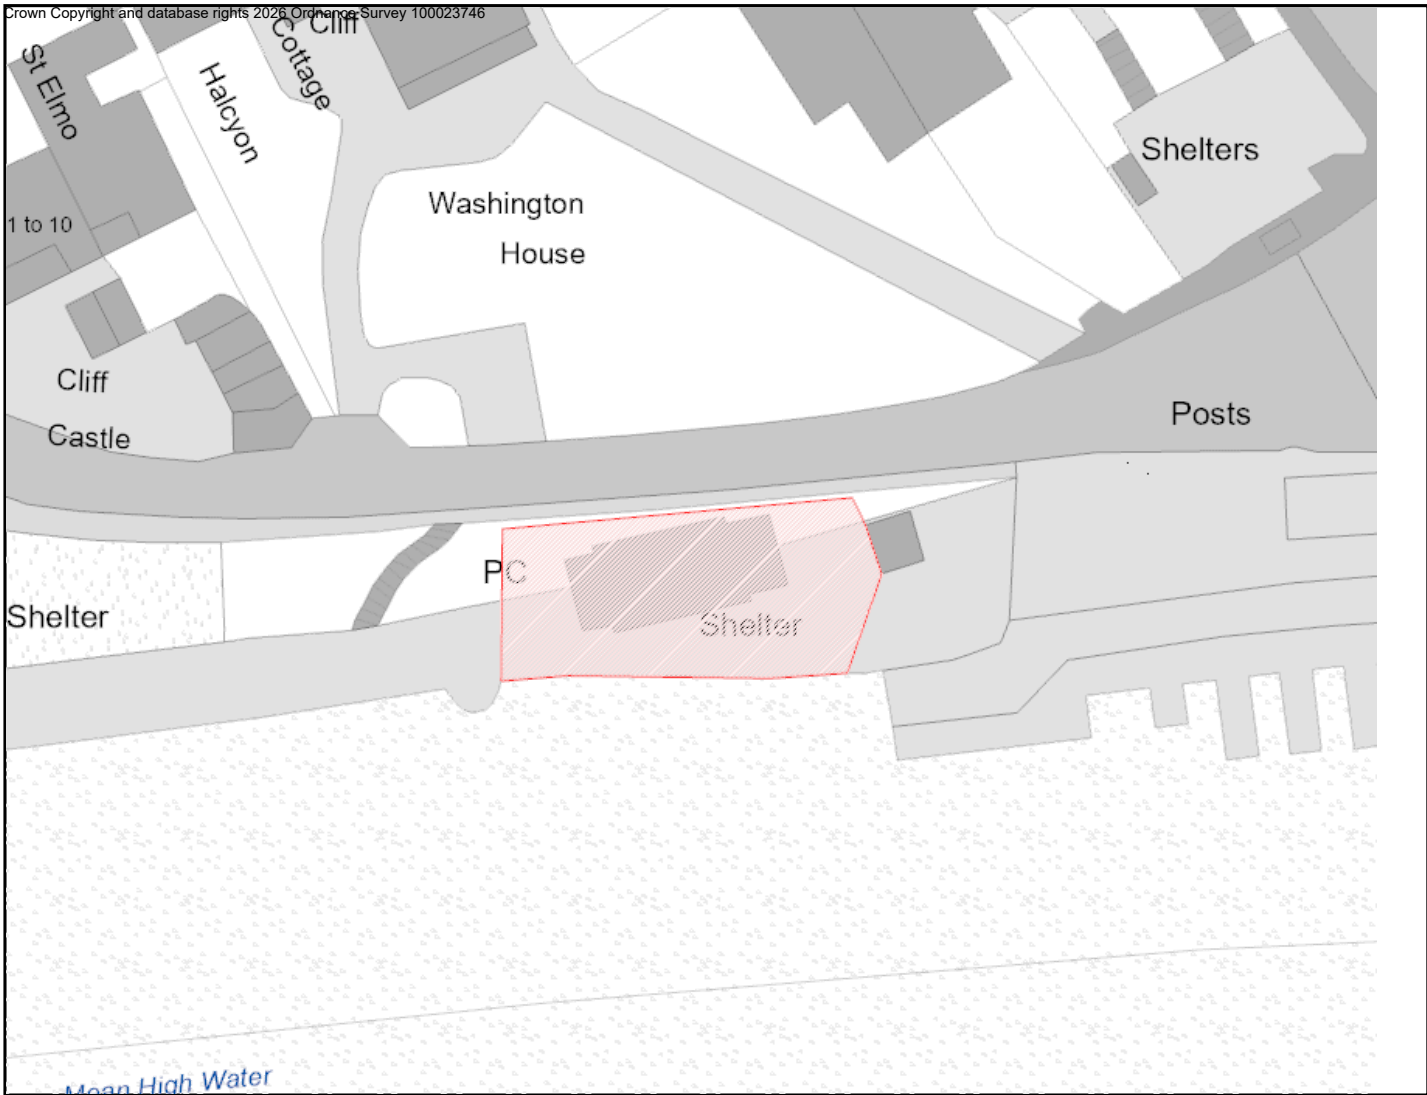 Crown Copyright and database rights 2026 Ordnance Survey 100023746
Cliff
Cottage
St Elmo
Halcyon
Shelters
Washington
House
1 to 10
Cliff
Castle
Posts
PC
Shelter
Shelter
Mean High Water